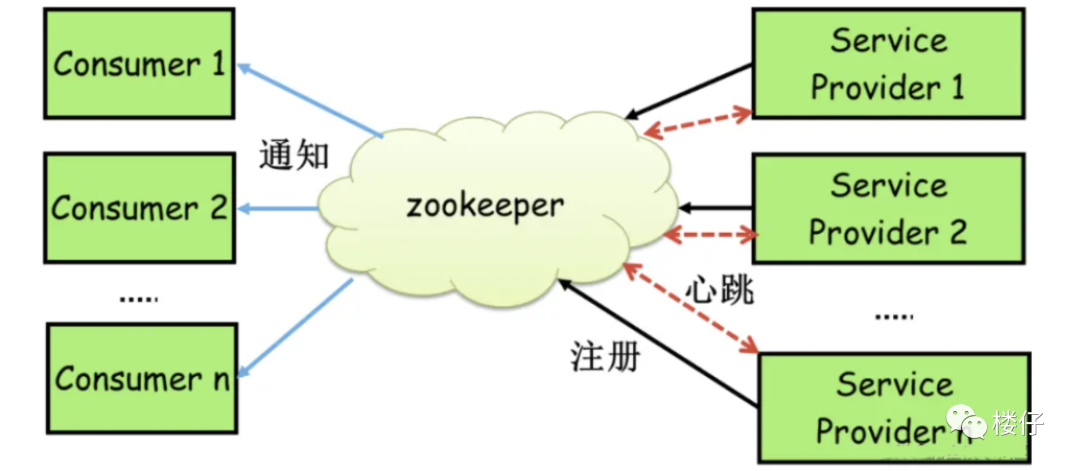 Consumer 1
通知
Consumer 2
.....
Consumer n
zookeeper
Service
Provider 1
Service
Provider 2
心跳
.....
注册
Service
Provider n
楼仔